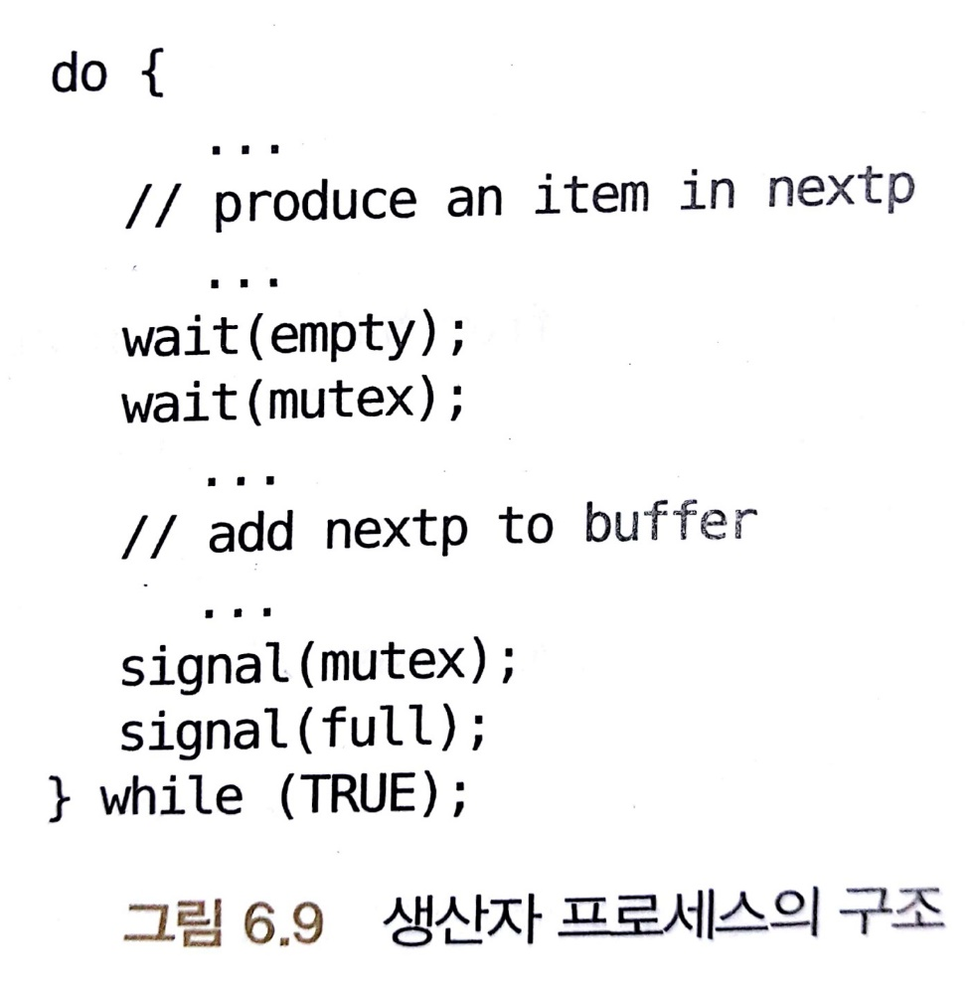 do {
...
// produce an item in nextp
...
wait(empty);
wait(mutex);
...
// add nextp to buffer
...
signal(mutex);
signal(full);
} while (TRUE);
그림 6.9 생산자 프로세스의 구조